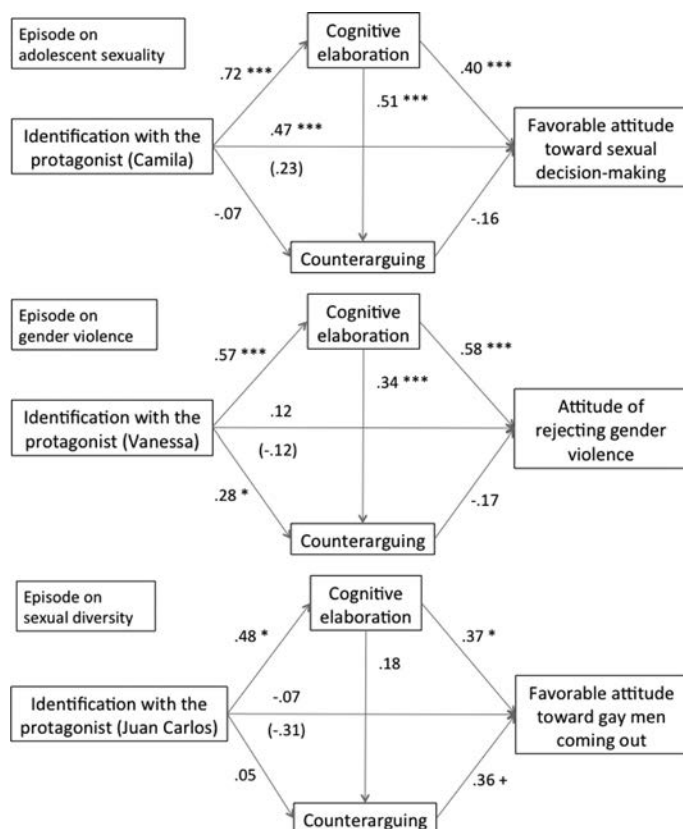 Episode on
adolescent sexuality
Cognitive
elaboration
.72 ***
.40 ***
.51 ***
Identification with the
protagonist (Camila)
.47 ***
(.23)
Favorable attitude
toward sexual
decision-making
-.07
-.16
Counterarguing
Episode on
gender violence
Cognitive
elaboration
.57 ***
.58 ***
.34 ***
Identification with the
protagonist (Vanessa)
.12
(-.12)
Attitude of
rejecting gender
violence
.28 *
-.17
Counterarguing
Episode on
sexual diversity
Cognitive
elaboration
.48 *
.37 *
.18
Identification with the
protagonist (Juan Carlos)
-.07
(-.31)
Favorable attitude
toward gay men
coming out
.05
.36 +
Counterarguing